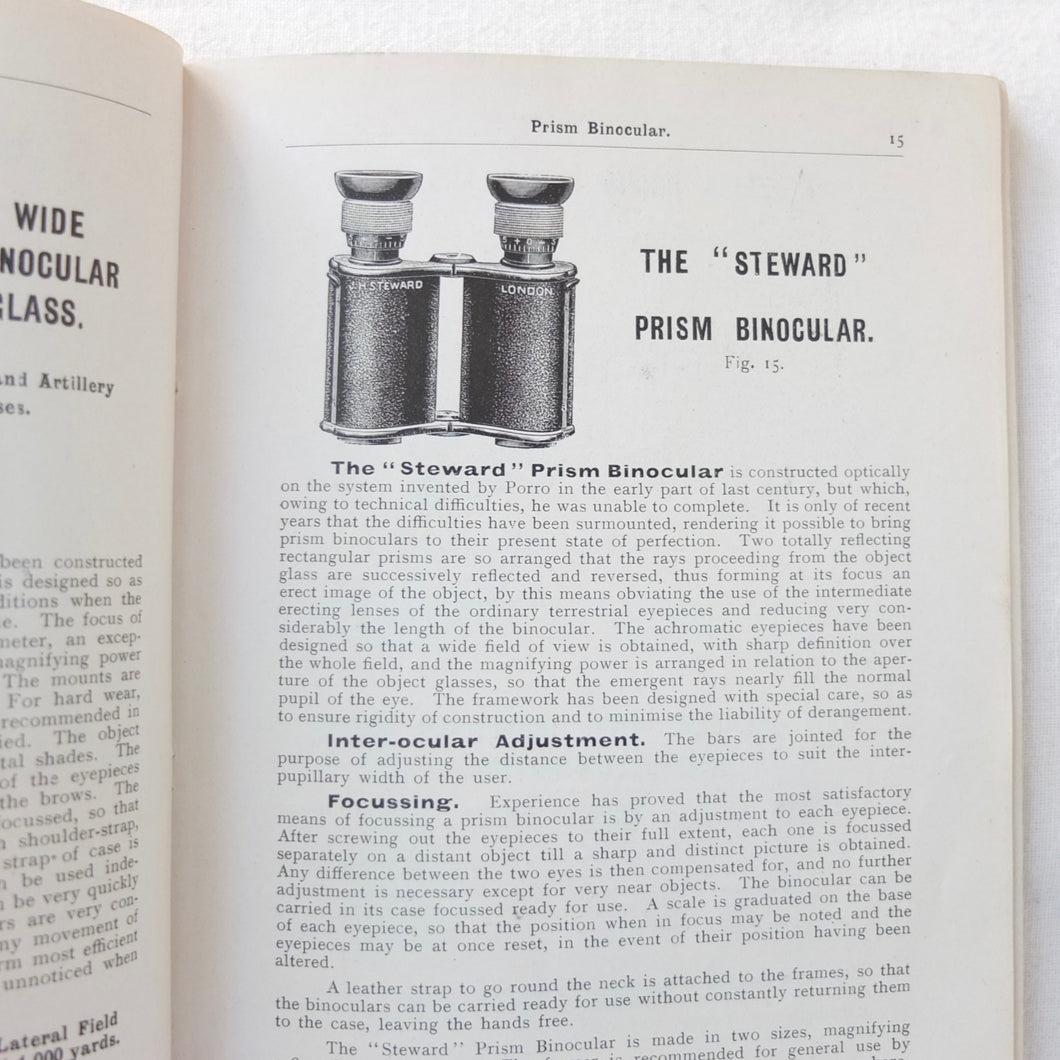 WIDE
NOCULAR
GLASS.
and Artillery
ses.
been constructed
is designed so as
ditions when the
e. The focus of
meter, an excep-
magnifying power
The mounts are
For hard wear,
recommended in
ied. The object
tal shades. The
of the eyepieces
the brows. The
focussed, so that
shoulder-strap,
strap of case is
be used inde-
be very quickly
rs are very con-
ny movement of
rm most efficient
unnoticed when
Lateral Field
1,000 yards.
Prism Binocular.
15
J.H. STEWARD
LONDON
THE "STEWARD"
PRISM BINOCULAR.
Fig. 15.
The "Steward" Prism Binocular is constructed optically
on the system invented by Porro in the early part of last century, but which,
owing to technical difficulties, he was unable to complete. It is only of recent
years that the difficulties have been surmounted, rendering it possible to bring
prism binoculars to their present state of perfection. Two totally reflecting
rectangular prisms are so arranged that the rays proceeding from the object
glass are successively reflected and reversed, thus forming at its focus an
erect image of the object, by this means obviating the use of the intermediate
erecting lenses of the ordinary terrestrial eyepieces and reducing very con-
siderably the length of the binocular. The achromatic eyepieces have been
designed so that a wide field of view is obtained, with sharp definition over
the whole field, and the magnifying power is arranged in relation to the aper-
ture of the object glasses, so that the emergent rays nearly fill the normal
pupil of the eye. The framework has been designed with special care, so as
to ensure rigidity of construction and to minimise the liability of derangement.
Inter-ocular Adjustment. The bars are jointed for the
purpose of adjusting the distance between the eyepieces to suit the inter-
pupillary width of the user.
Focussing. Experience has proved that the most satisfactory
means of focussing a prism binocular is by an adjustment to each eyepiece.
After screwing out the eyepieces to their full extent, each one is focussed
separately on a distant object till a sharp and distinct picture is obtained.
Any difference between the two eyes is then compensated for, and no further
adjustment is necessary except for very near objects. The binocular can be
carried in its case focussed ready for use. A scale is graduated on the base
of each eyepiece, so that the position when in focus may be noted and the
eyepieces may be at once reset, in the event of their position having been
altered.
A leather strap to go round the neck is attached to the frames, so that
the binoculars can be carried ready for use without constantly returning them
to the case, leaving the hands free.
The "Steward" Prism Binocular is made in two sizes, magnifying
The former is recommended for general use by